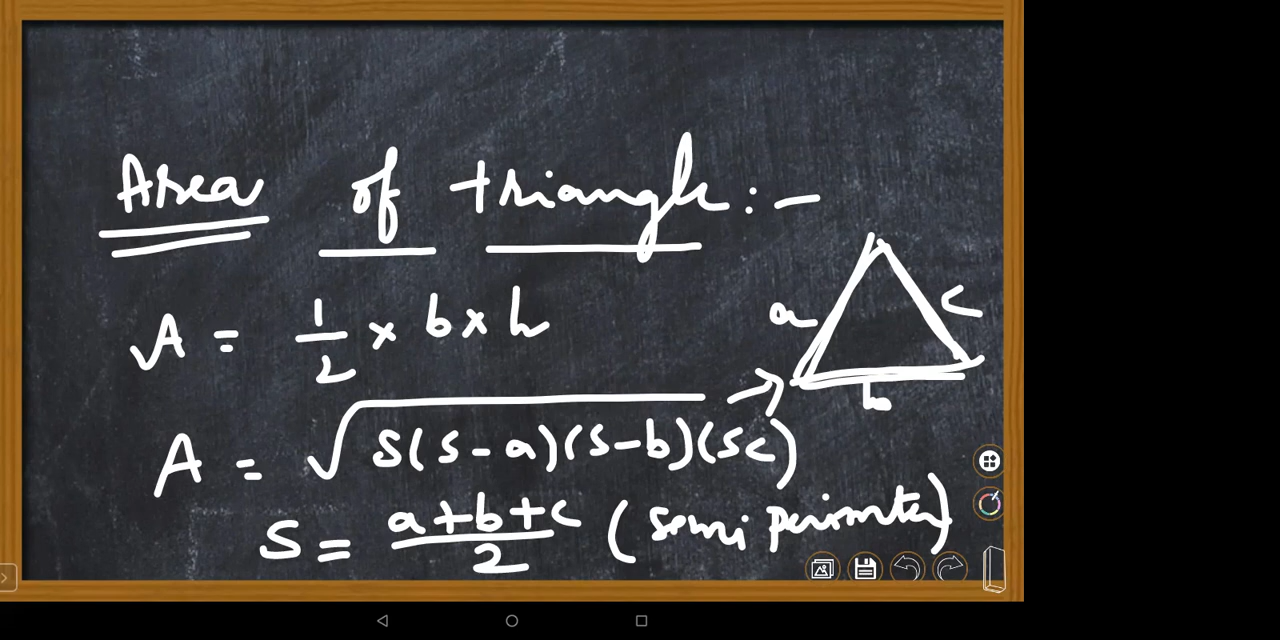 Area of triangle :-
A = 1/2 × b × h
a
c
b
A = √s(s-a)(s-b)(sc)
S = a+b+c/2 (semi perimeter)